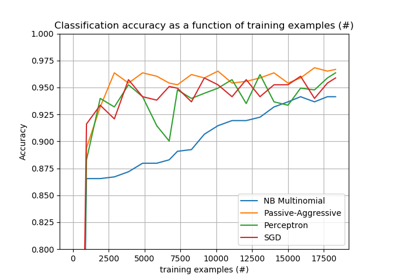 Classification accuracy as a function of training examples (#)
1.000
0.975
0.950
0.925
0.900
0.875
0.850
0.825
0.800
Accuracy
NB Multinomial
Passive-Aggressive
Perceptron
SGD
0 2500 5000 7500 10000 12500 15000 17500
training examples (#)